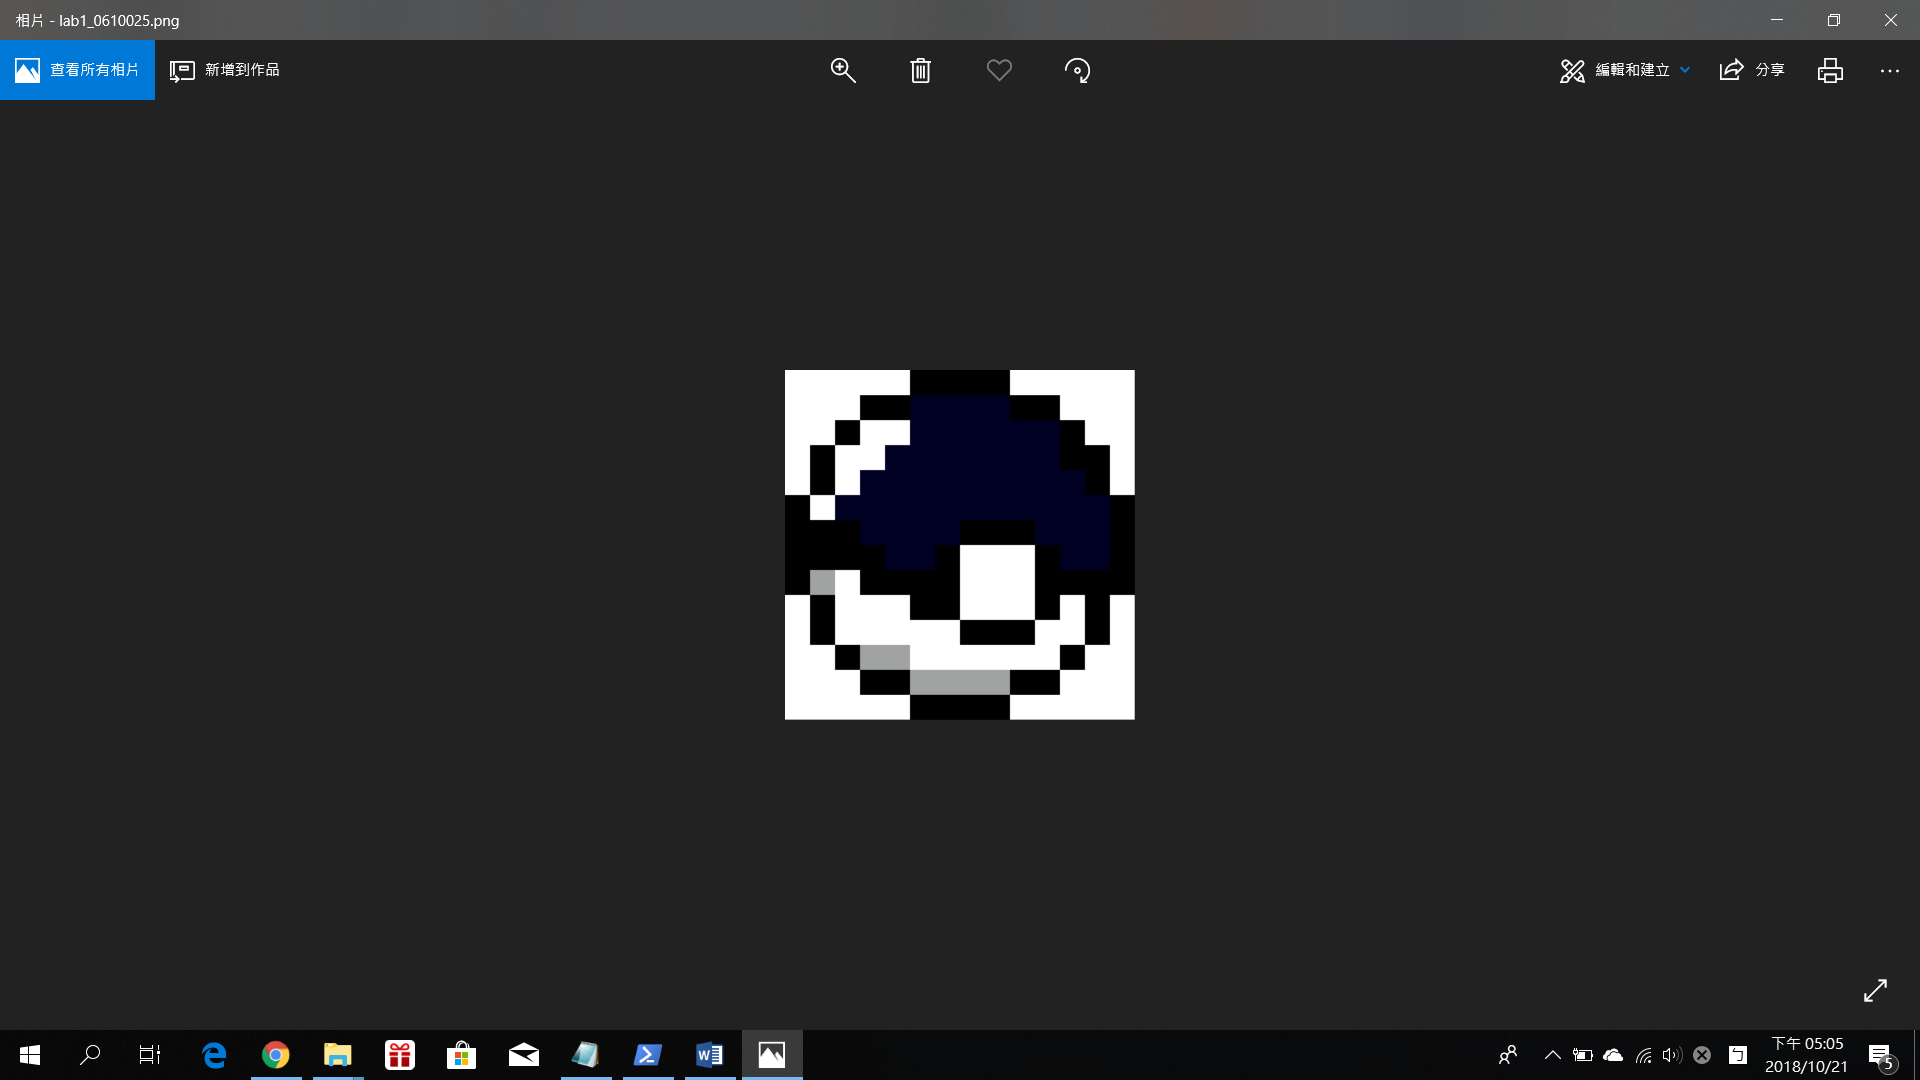 相片 - lab1_0610025.png
查看所有相片
新增到作品
編輯和建立
分享
下午 05:05
2018/10/21
5